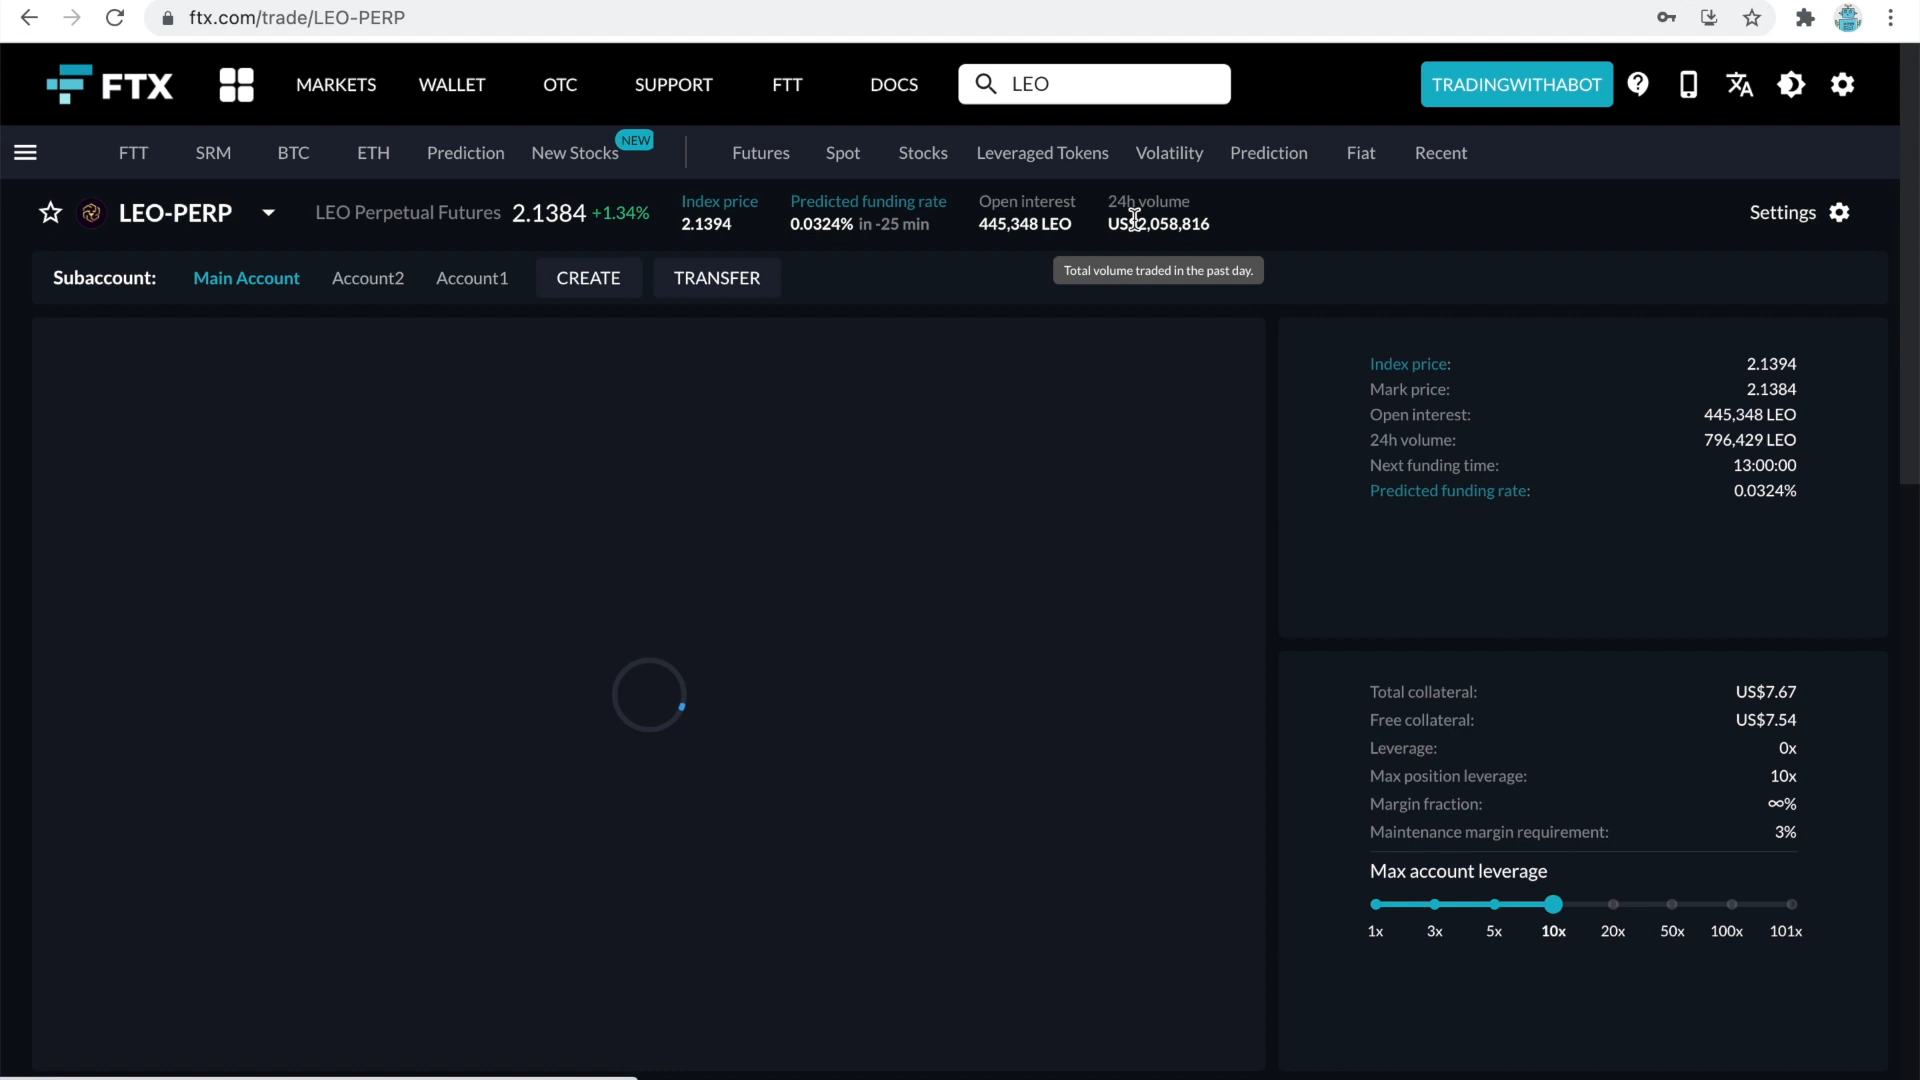 ftx.com/trade/LEO-PERP
FTX MARKETS WALLET OTC SUPPORT FTT DOCS LEO TRADINGWITHABOT
FTT SRM BTC ETH Prediction New Stocks NEW Futures Spot Stocks Leveraged Tokens Volatility Prediction Fiat Recent
LEO-PERP LEO Perpetual Futures 2.1384 +1.34%
Index price Predicted funding rate Open interest 24h volume
2.1394 0.0324% in -25 min 445,348 LEO
Settings
Total volume traded in the past day.
Subaccount: Main Account Account2 Account1 CREATE TRANSFER
Index price: 2.1394
Mark price: 2.1384
Open interest: 445,348 LEO
24h volume: 796,429 LEO
Next funding time: 13:00:00
Predicted funding rate: 0.0324%
Total collateral: US$7.67
Free collateral: US$7.54
Leverage: 0x
Max position leverage: 10x
Margin fraction: ∞%
Maintenance margin requirement: 3%
Max account leverage
1x 3x 5x 10x 20x 50x 100x 101x